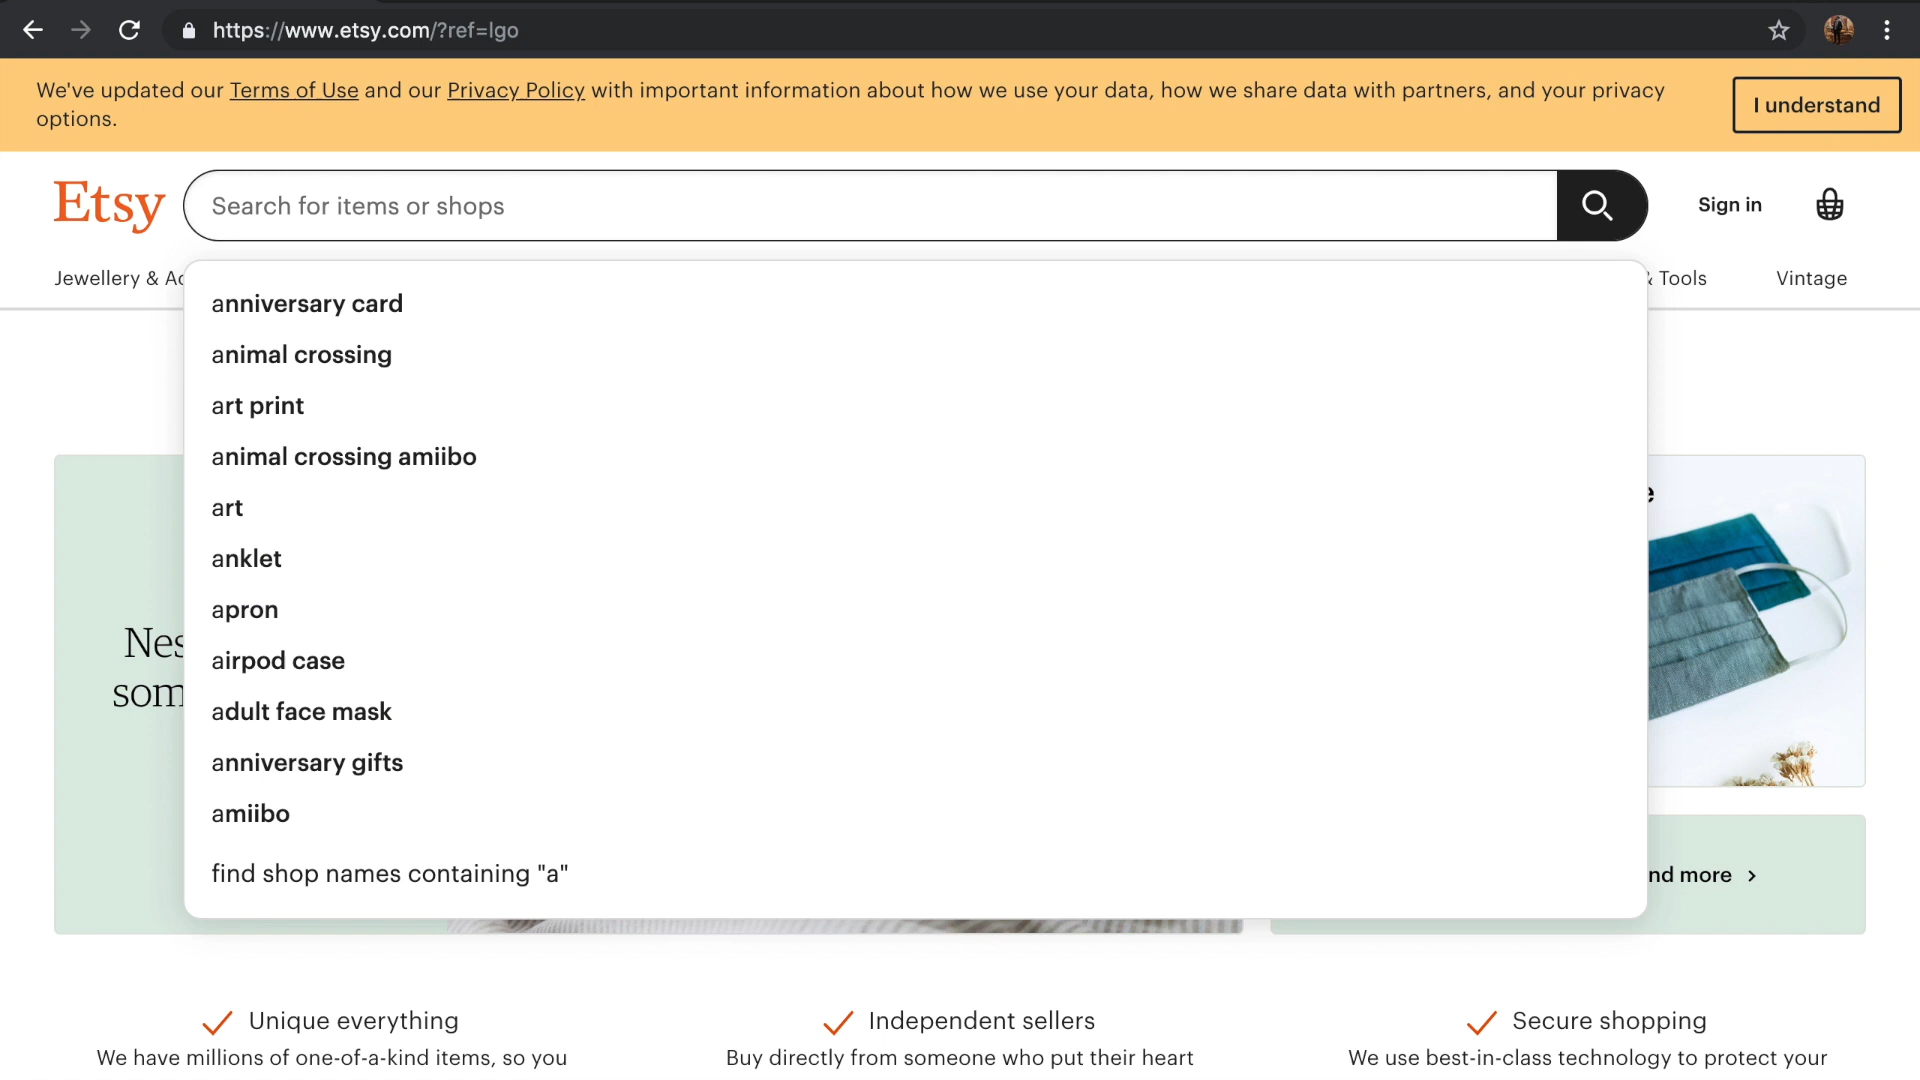 https://www.etsy.com/?ref=lgo
We've updated our Terms of Use and our Privacy Policy with important information about how we use your data, how we share data with partners, and your privacy
options.
I understand
Etsy
Search for items or shops
Sign in
Jewellery &
& Tools
Vintage
anniversary card
animal crossing
art print
animal crossing amiibo
art
anklet
apron
airpod case
adult face mask
anniversary gifts
amiibo
find shop names containing "a"
more
Unique everything
We have millions of one-of-a-kind items, so you
Independent sellers
Buy directly from someone who put their heart
Secure shopping
We use best-in-class technology to protect your